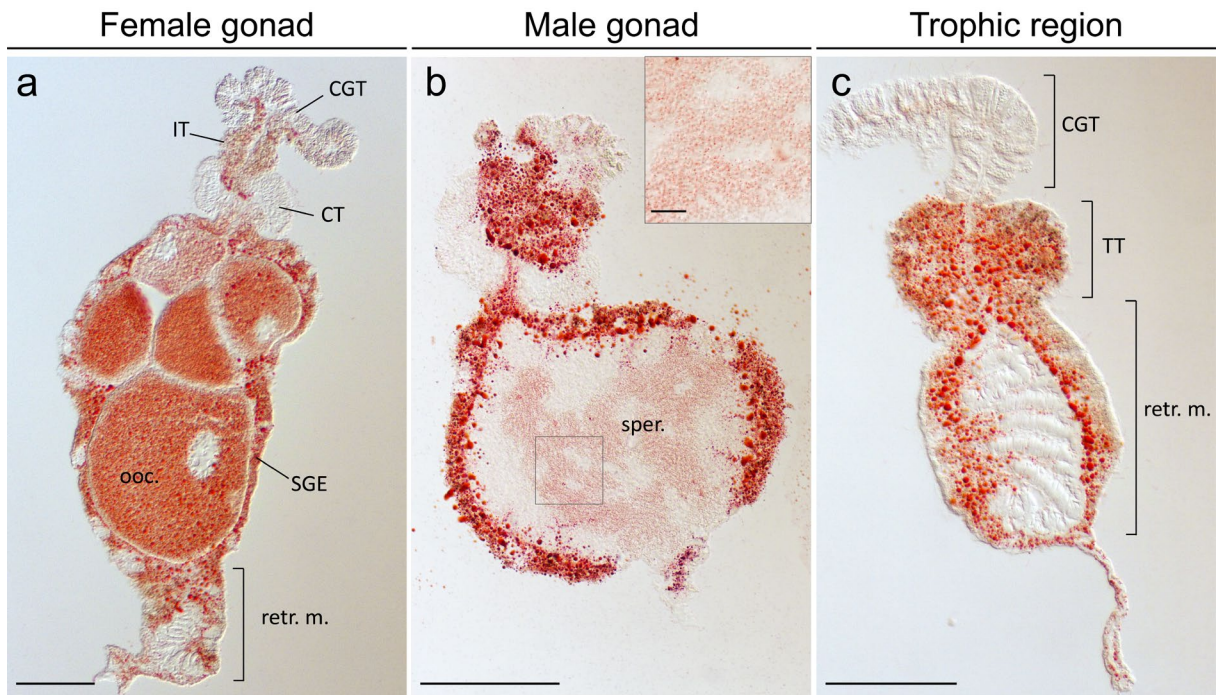 Female gonad
Male gonad
Trophic region
a
CGT
IT
CT
ooc.
SGE
retr. m.
b
sper.
c
CGT
TT
retr. m.